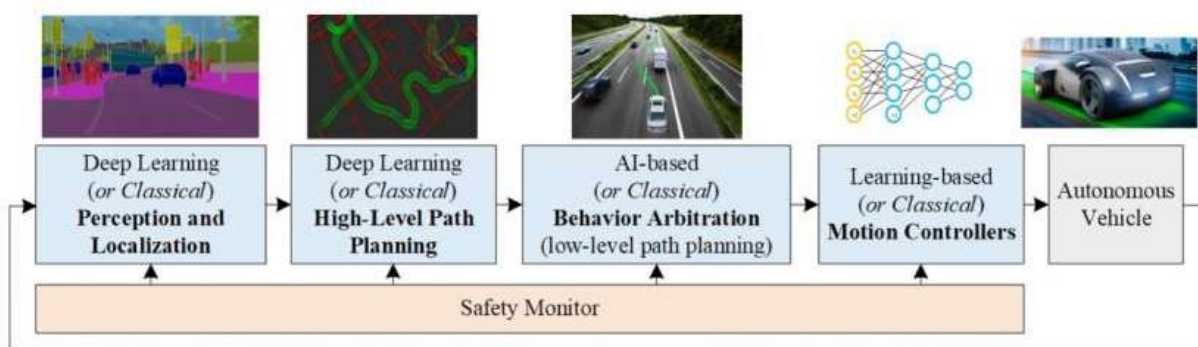 Deep Learning
(or Classical)
Perception and
Localization
Deep Learning
(or Classical)
High-Level Path
Planning
AI-based
(or Classical)
Behavior Arbitration
(low-level path planning)
Learning-based
(or Classical)
Motion Controllers
Autonomous
Vehicle
Safety Monitor